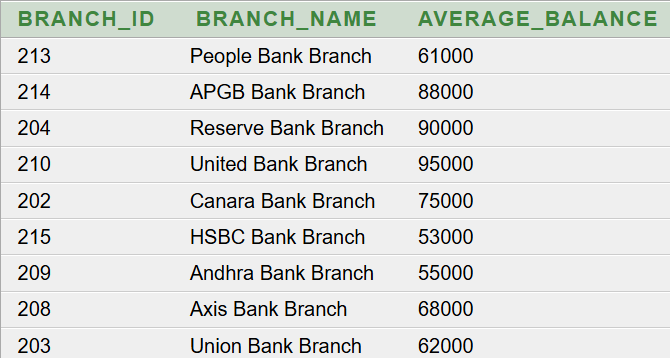 BRANCH_ID BRANCH_NAME AVERAGE_BALANCE
213 People Bank Branch 61000
214 APGB Bank Branch 88000
204 Reserve Bank Branch 90000
210 United Bank Branch 95000
202 Canara Bank Branch 75000
215 HSBC Bank Branch 53000
209 Andhra Bank Branch 55000
208 Axis Bank Branch 68000
203 Union Bank Branch 62000